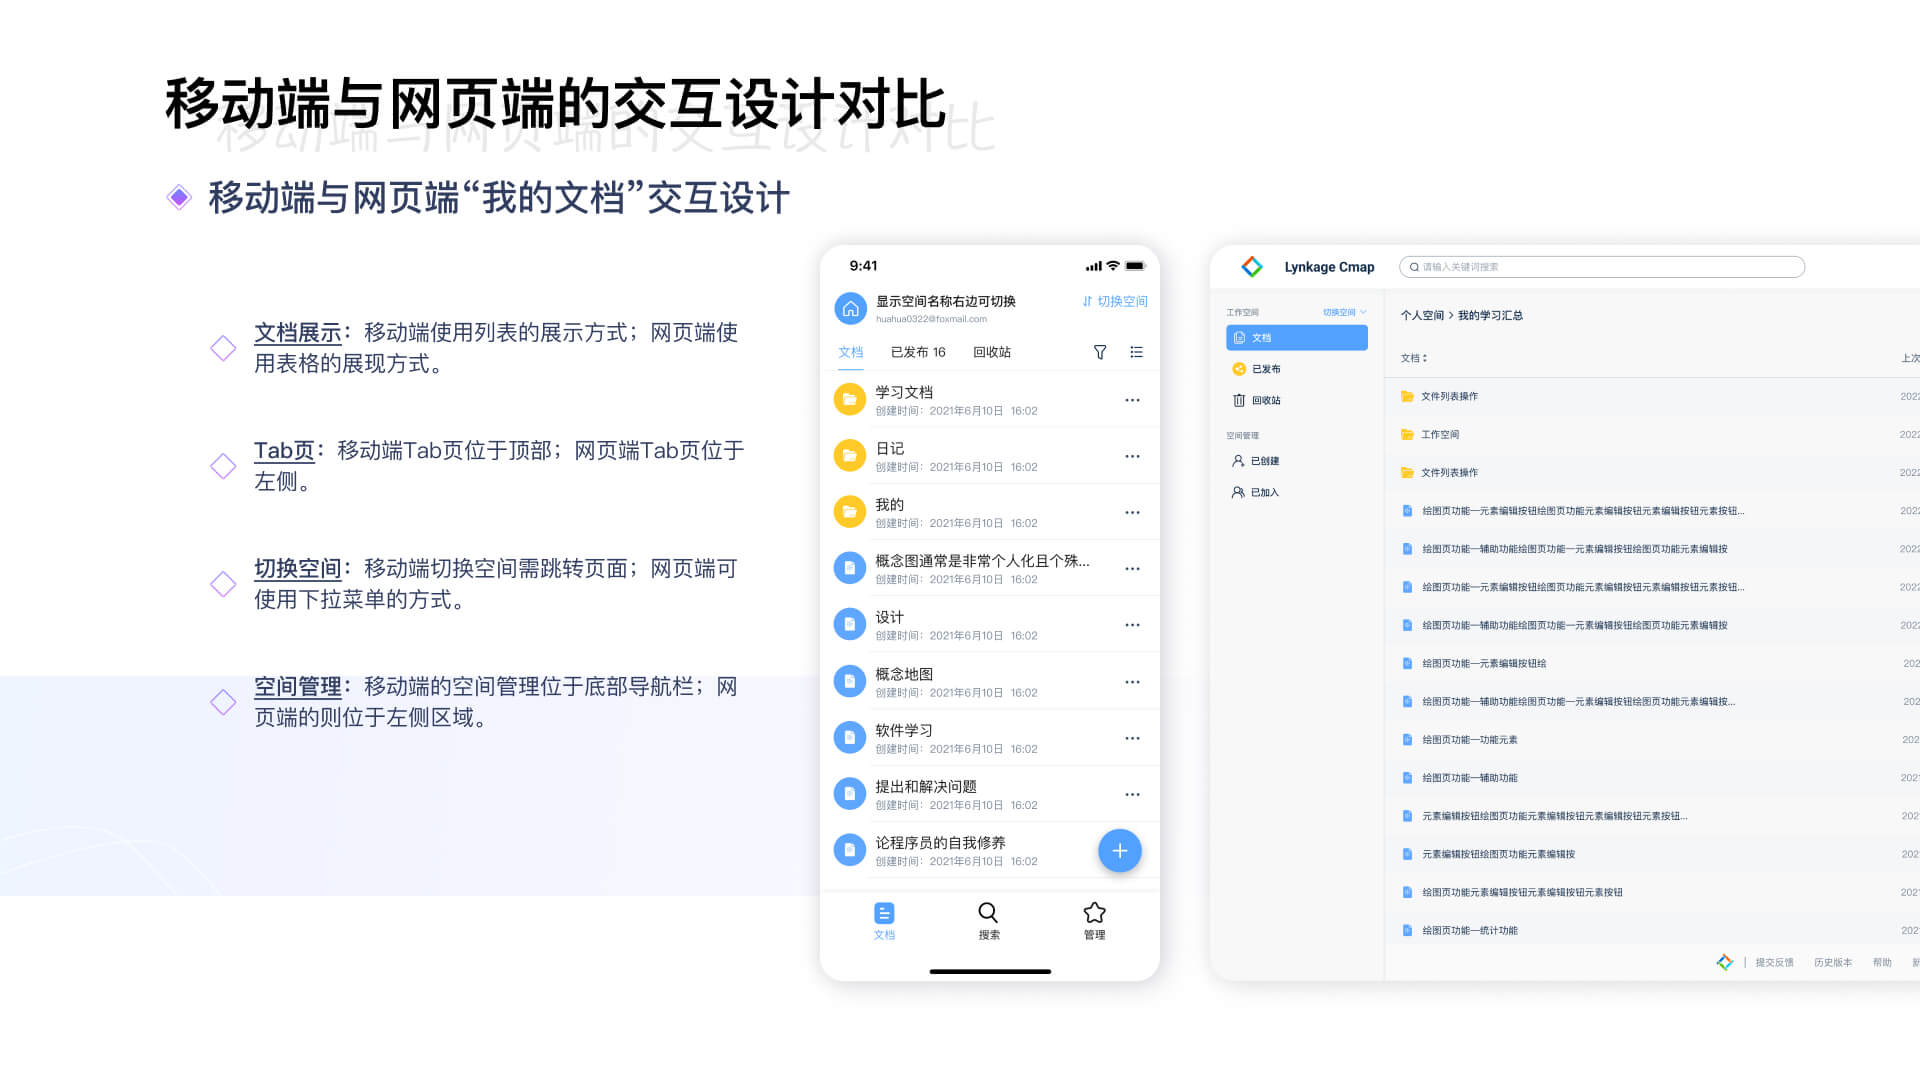 移动端与网页端的交互设计对比
移动端与网页端的交互设计对比
移动端与网页端“我的文档”交互设计
文档展示：移动端使用列表的展示方式；网页端使
用表格的展现方式。
Tab页：移动端Tab页位于顶部；网页端Tab页位于
左侧。
切换空间：移动端切换空间需跳转页面；网页端可
使用下拉菜单的方式。
空间管理：移动端的空间管理位于底部导航栏；网
页端的则位于左侧区域。
9:41
显示空间名称右边可切换
切换空间
huahua0322@foxmail.com
文档 已发布 16 回收站
学习文档
创建时间：2021年6月10日 16:02
日记
创建时间：2021年6月10日 16:02
我的
创建时间：2021年6月10日 16:02
概念图通常是非常个人化且个殊...
创建时间：2021年6月10日 16:02
设计
创建时间：2021年6月10日 16:02
概念地图
创建时间：2021年6月10日 16:02
软件学习
创建时间：2021年6月10日 16:02
提出和解决问题
创建时间：2021年6月10日 16:02
论程序员的自我修养
创建时间：2021年6月10日 16:02
文档 搜索 管理
Lynkage Cmap
请输入关键词搜索
工作空间 切换空间
文档
已发布
回收站
空间管理
已创建
已加入
个人空间 > 我的学习汇总
文档 上次
文件列表操作 2022
工作空间 2022
文件列表操作 2022
绘图页功能—元素编辑按钮绘图页功能元素编辑按钮元素编辑按钮元素按钮... 2022
绘图页功能—辅助功能绘图页功能—元素编辑按钮绘图页功能元素编辑按 202
绘图页功能—元素编辑按钮绘图页功能元素编辑按钮元素编辑按钮元素按钮... 2022
绘图页功能—辅助功能绘图页功能—元素编辑按钮绘图页功能元素编辑按 202
绘图页功能—元素编辑按钮绘 202
绘图页功能—辅助功能绘图页功能—元素编辑按钮绘图页功能元素编辑按... 202
绘图页功能—功能元素 202
绘图页功能—辅助功能 2021
元素编辑按钮绘图页功能元素编辑按钮元素编辑按钮元素按钮... 2021
元素编辑按钮绘图页功能元素编辑按 2021
绘图页功能元素编辑按钮元素编辑按钮元素按钮 2021
绘图页功能—统计功能 2021
| 提交反馈 历史版本 帮助